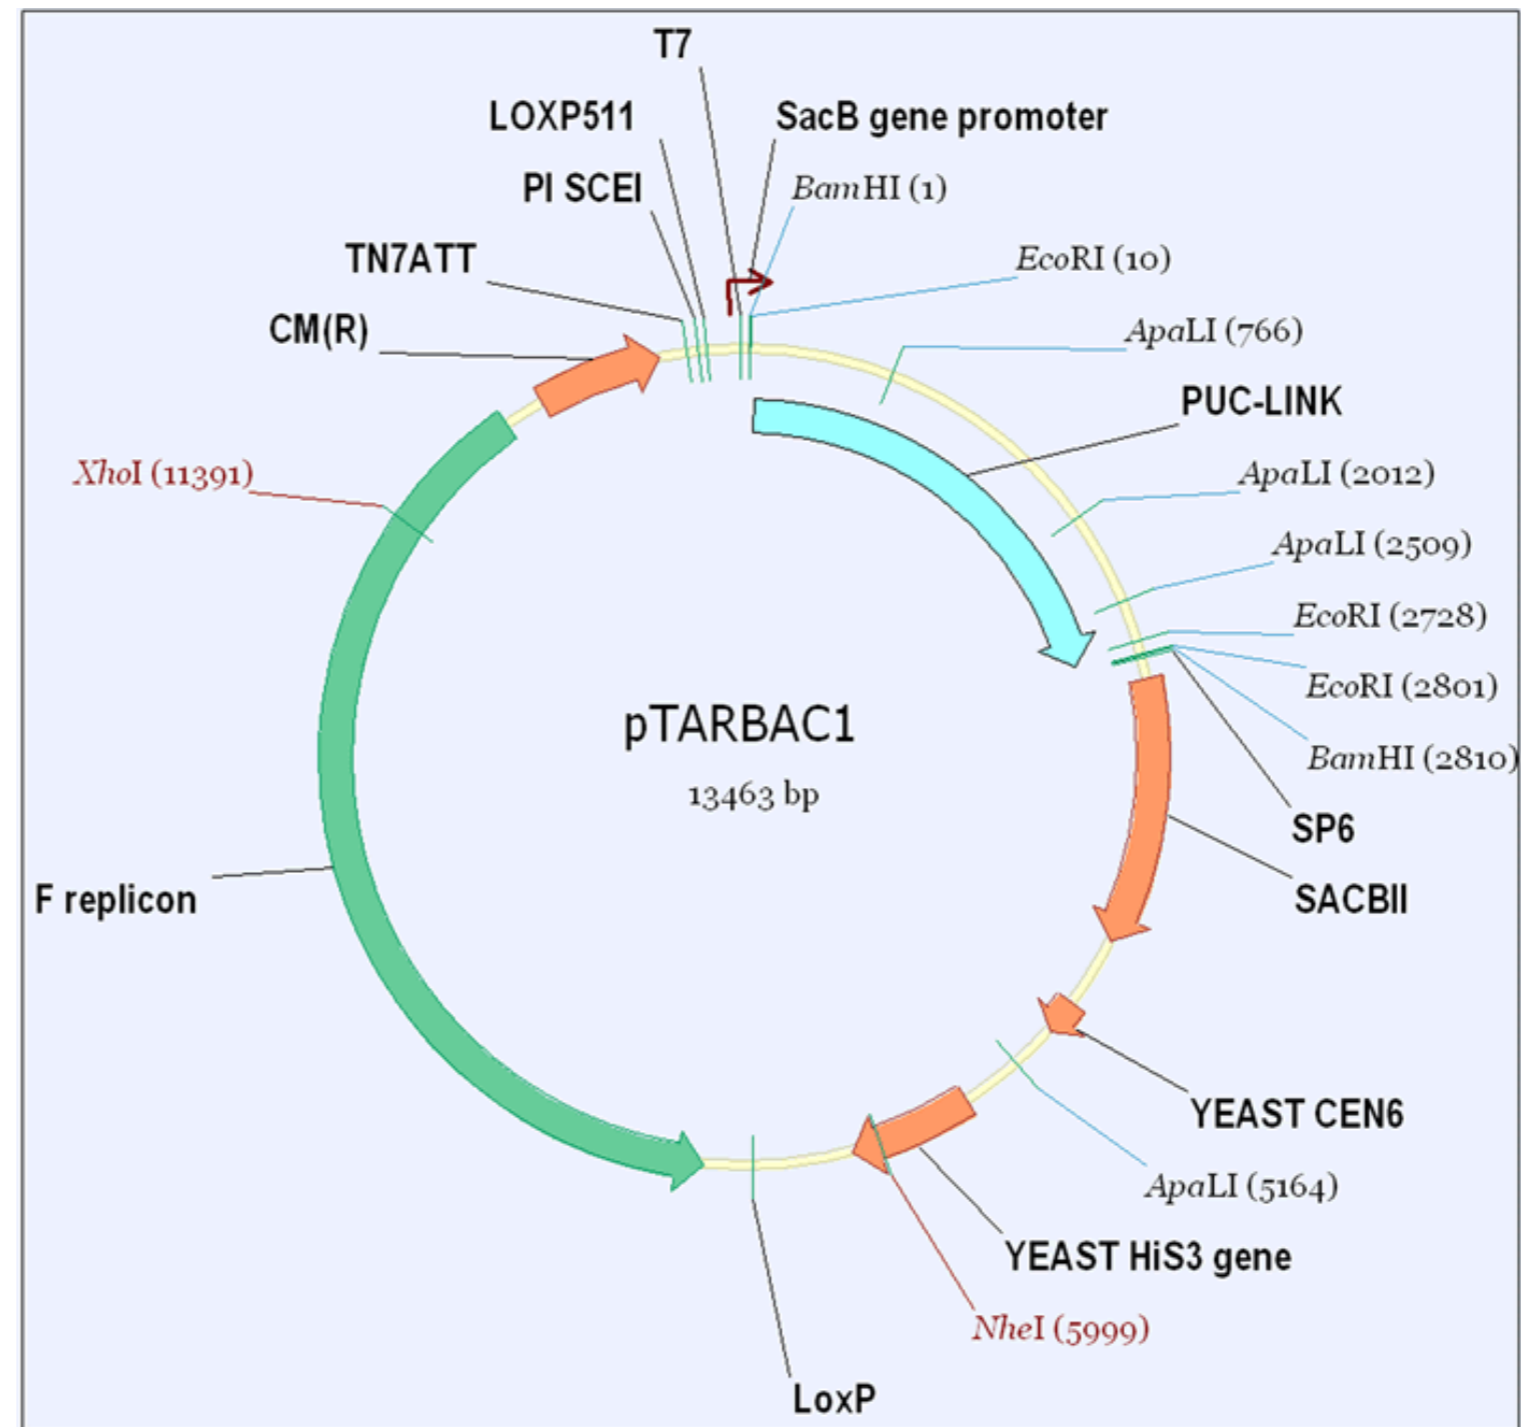 T7
LOXP511
SacB gene promoter
PI SCEI
BamHI (1)
TN7ATT
EcoRI (10)
CM(R)
ApaLI (766)
PUC-LINK
XhoI (11391)
ApaLI (2012)
ApaLI (2509)
EcoRI (2728)
EcoRI (2801)
pTARBAC1
BamHI (2810)
13463 bp
SP6
F replicon
SACBII
YEAST CEN6
ApaLI (5164)
YEAST HiS3 gene
NheI (5999)
LoxP